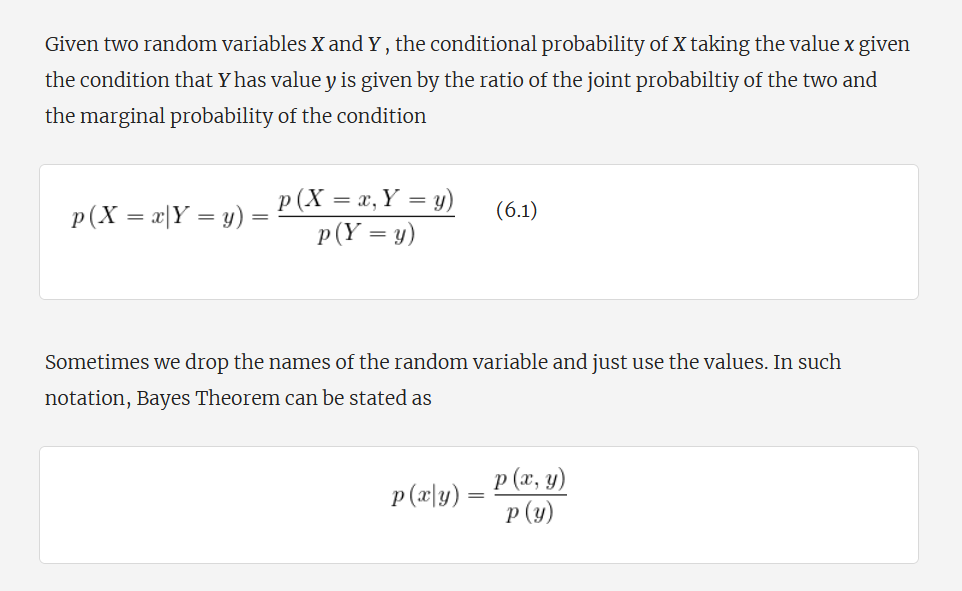 Given two random variables X and Y , the conditional probability of X taking the value x given
the condition that Y has value y is given by the ratio of the joint probabiltiy of the two and
the marginal probability of the condition
p (X = x|Y = y) = p (X = x, Y = y) / p (Y = y) (6.1)
Sometimes we drop the names of the random variable and just use the values. In such
notation, Bayes Theorem can be stated as
p (x|y) = p (x, y) / p (y)